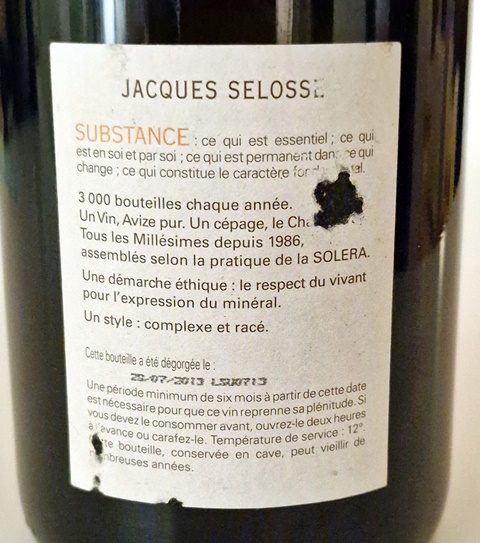 JACQUES SELOSSE
SUBSTANCE : ce qui est essentiel ; ce qui
est en soi et par soi ; ce qui est permanent dans ce qui
change ; ce qui constitue le caractère
3 000 bouteilles chaque année.
Un Vin, Avize pur. Un cépage, le
Tous les Millésimes depuis 1986,
assemblés selon la pratique de la SOLERA.
Une démarche éthique : le respect du vivant
pour l'expression du minéral.
Un style : complexe et racé.
Cette bouteille a été dégorgée le :
/07/2013 LSU0713
Une période minimum de six mois à partir de cette date
est nécessaire pour que ce vin reprenne sa plénitude. Si
vous devez le consommer avant, ouvrez-le deux heures
à l'avance ou carafez-le. Température de service : 12°.
bouteille, conservée en cave, peut vieillir de
nombreuses années.